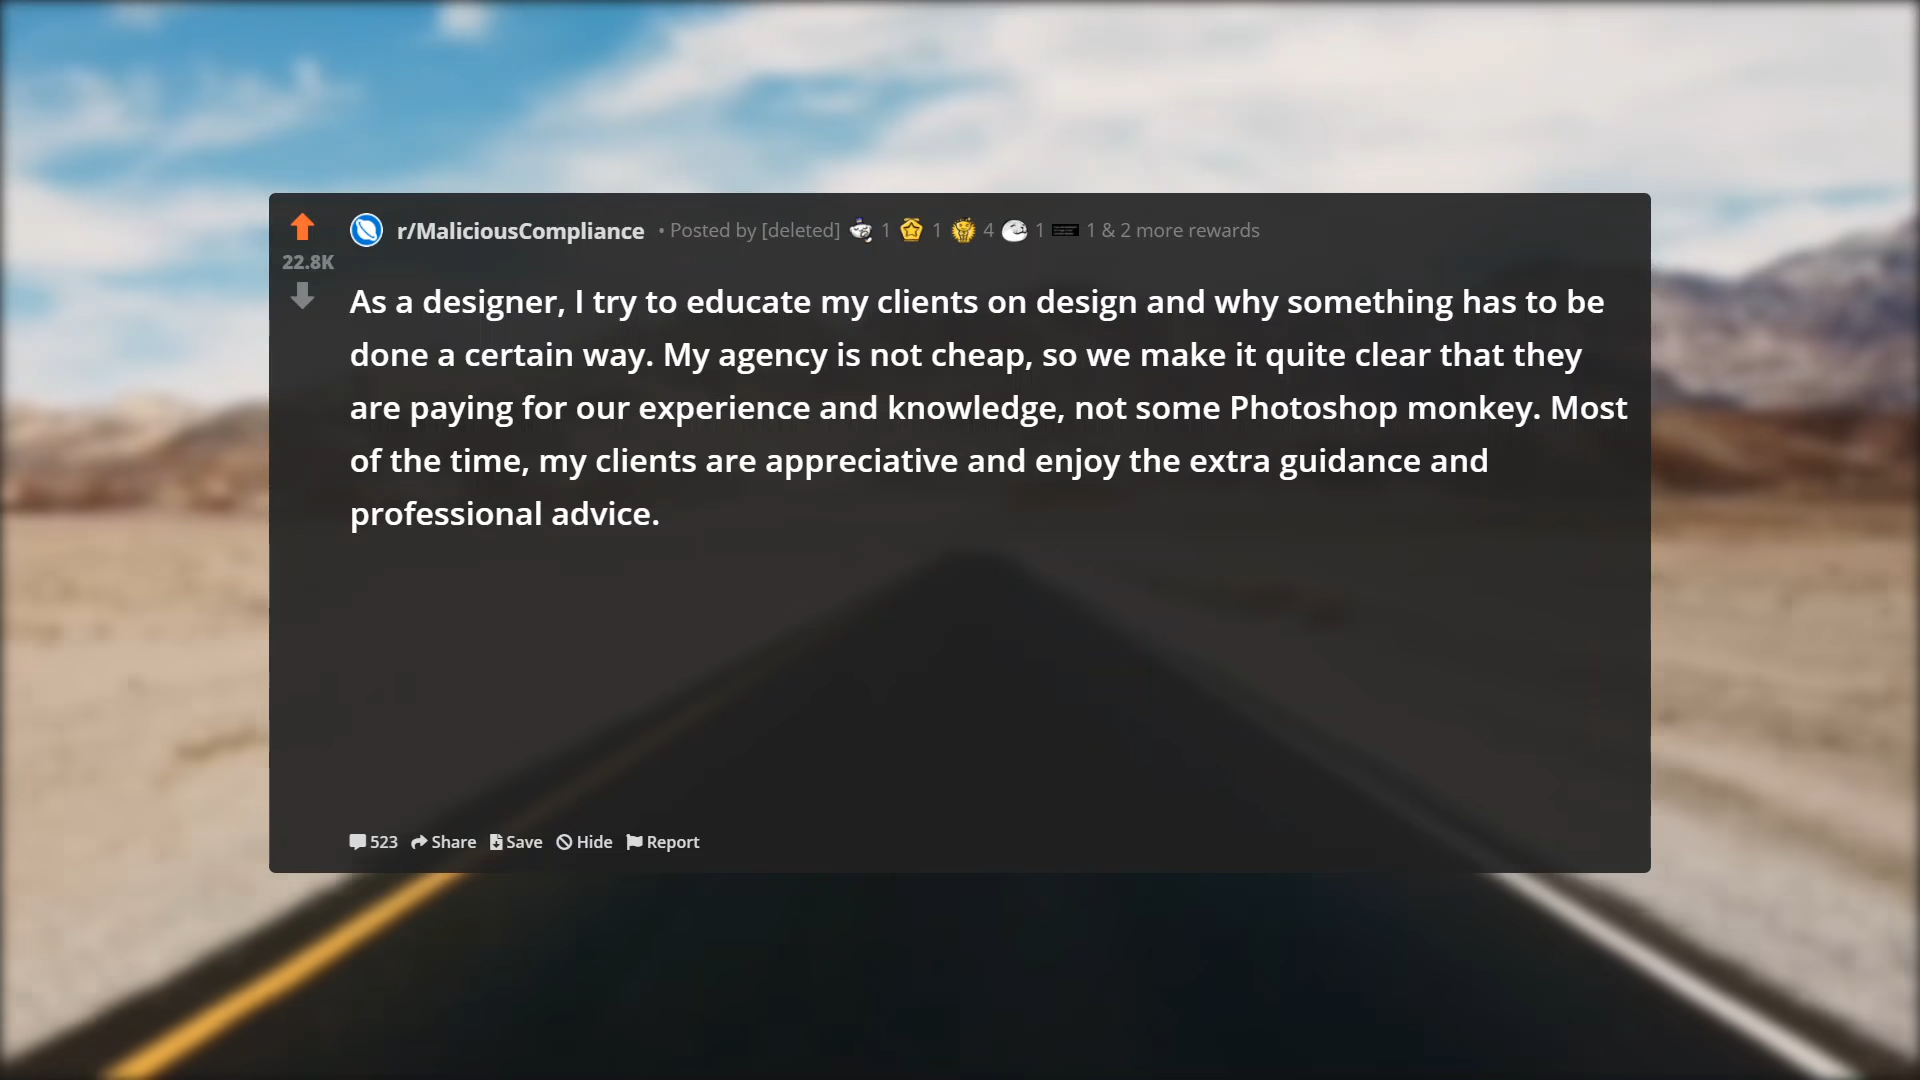 r/MaliciousCompliance • Posted by [deleted] 1 1 4 1 1 & 2 more rewards
22.8K
As a designer, I try to educate my clients on design and why something has to be
done a certain way. My agency is not cheap, so we make it quite clear that they
are paying for our experience and knowledge, not some Photoshop monkey. Most
of the time, my clients are appreciative and enjoy the extra guidance and
professional advice.
523 Share Save Hide Report